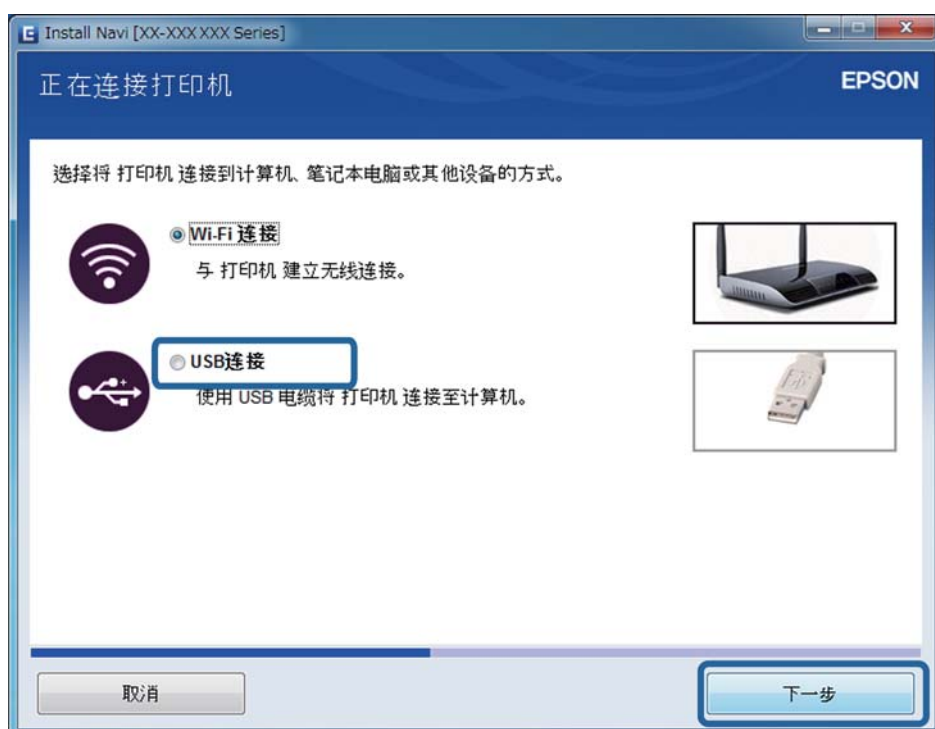 Install Navi [XX-XXX XXX Series]
正在连接打印机
EPSON
选择将 打印机 连接到计算机、笔记本电脑或其他设备的方式。
Wi-Fi 连接
与 打印机 建立无线连接。
USB连接
使用 USB 电缆将 打印机 连接至计算机。
取消
下一步